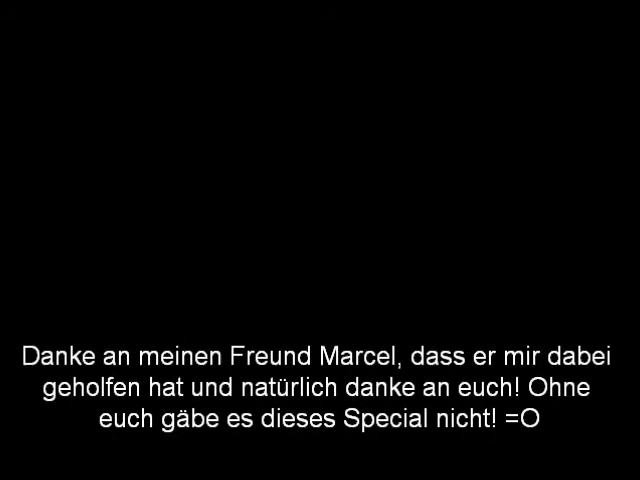 Danke an meinen Freund Marcel, dass er mir dabei
geholfen hat und natürlich danke an euch! Ohne
euch gäbe es dieses Special nicht! =O